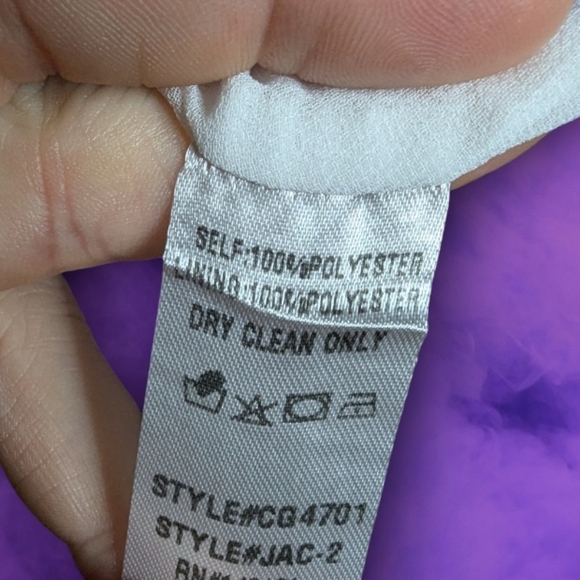 SELF:100%POLYESTER
LINING:100%POLYESTER
DRY CLEAN ONLY
STYLE#CG4701
STYLE#JAC-2